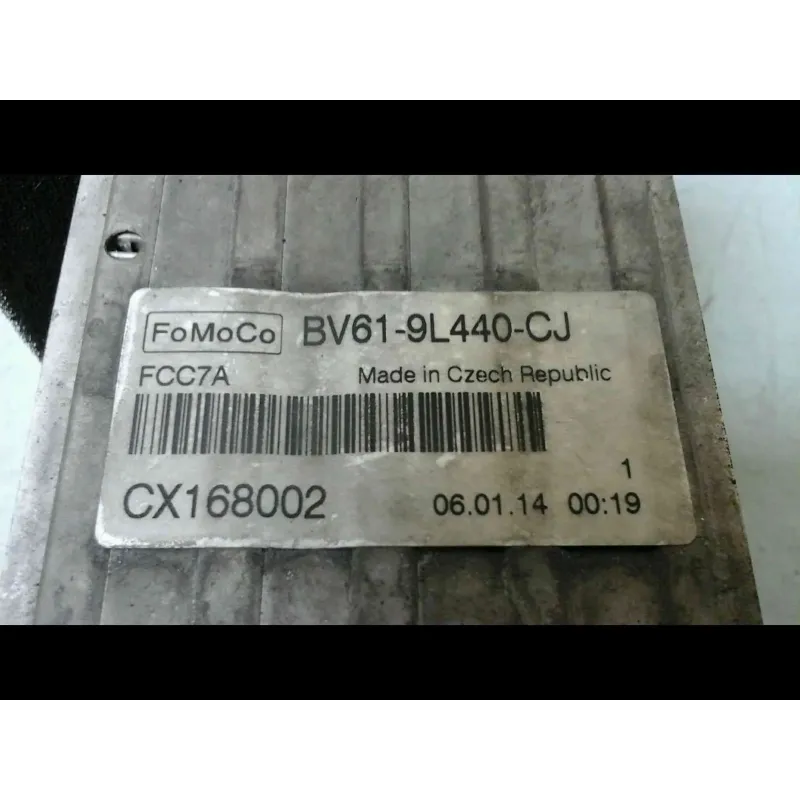 FoMoCo BV61-9L440-CJ
FCC7A Made in Czech Republic
1
CX168002 06.01.14 00:19